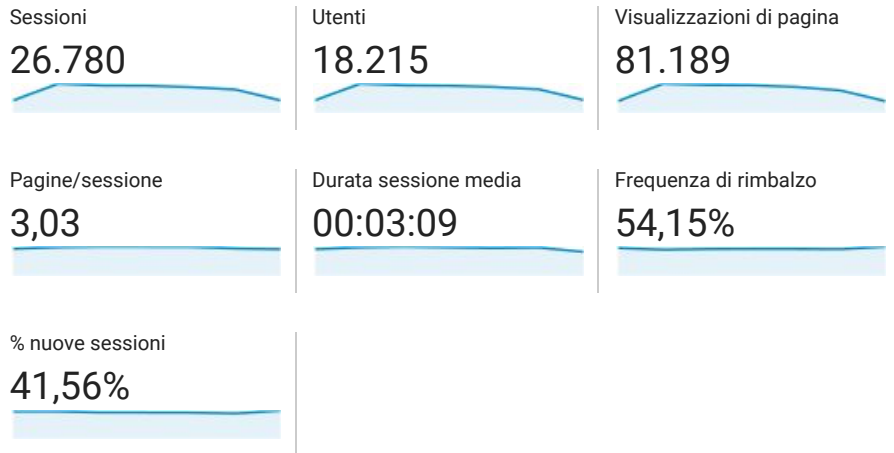 Sessioni
26.780
Utenti
18.215
Visualizzazioni di pagina
81.189
Pagine/sessione
3,03
Durata sessione media
00:03:09
Frequenza di rimbalzo
54,15%
% nuove sessioni
41,56%